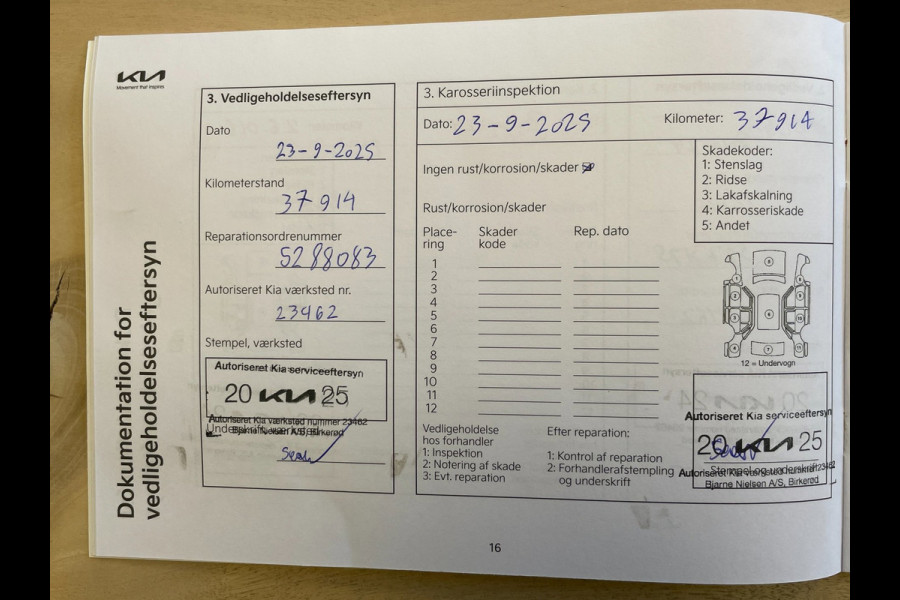 KIA
Movement that inspires
Dokumentation for
vedligeholdelseseftersyn
3. Vedligeholdelseseftersyn
Dato
23-9-2025
Kilometerstand
37914
Reparationsordrenummer
5288083
Autoriseret Kia værksted nr.
23462
Stempel, værksted
Autoriseret Kia serviceeftersyn
20 KIA 25
Autoriseret Kia værksted nummer 23462
Bjarne Nielsen A/S, Birkerød
3. Karosseriinspektion
Dato: 23-9-2025
Kilometer: 37914
Ingen rust/korrosion/skader
Skadekoder:
1: Stenslag
2: Ridse
3: Lakafskalning
4: Karrosseriskade
5: Andet
Rust/korrosion/skader
Place-
ring
Skader
kode
Rep. dato
1
2
3
4
5
6
7
8
9
10
11
12
12 = Undervogn
Vedligeholdelse
hos forhandler
1: Inspektion
2: Notering af skade
3: Evt. reparation
Efter reparation:
1: Kontrol af reparation
2: Forhandlerafstempling
og underskrift
Autoriseret Kia serviceeftersyn
20 KIA 25
Stempel og underskrift
Bjarne Nielsen A/S, Birkerød
16